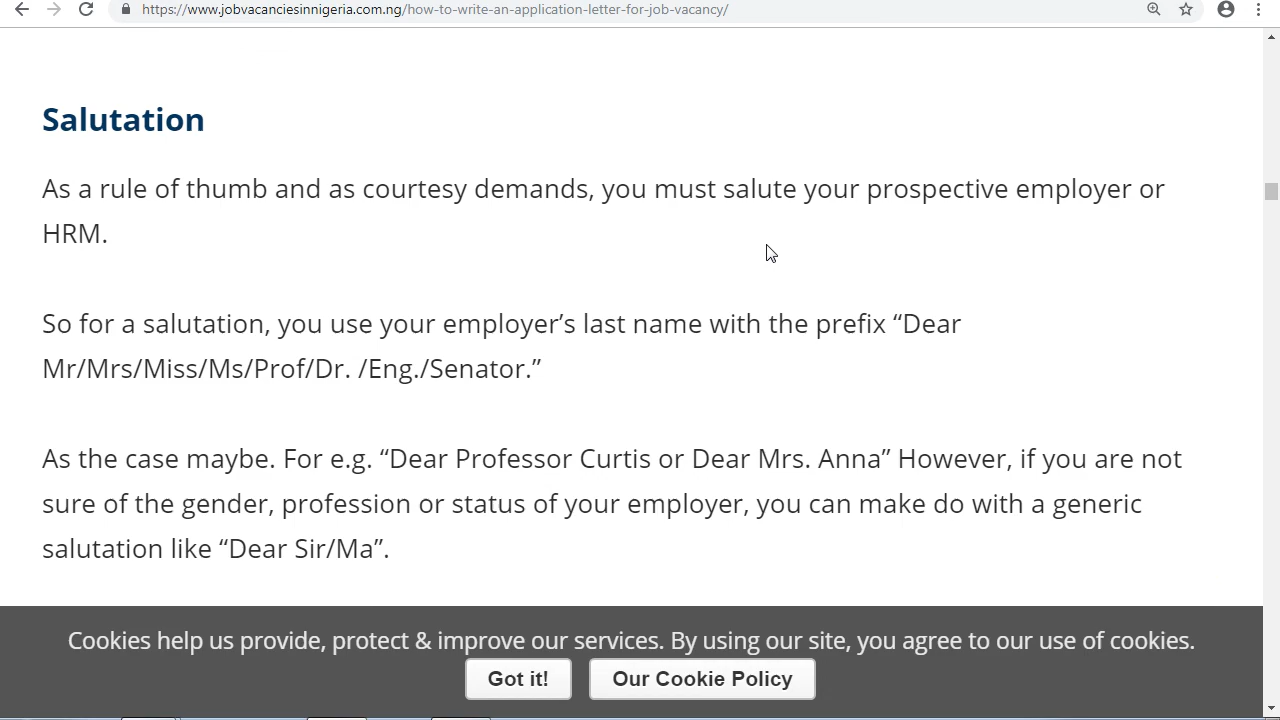 https://www.jobvacanciesinnigeria.com.ng/how-to-write-an-application-letter-for-job-vacancy/
Salutation
As a rule of thumb and as courtesy demands, you must salute your prospective employer or
HRM.
So for a salutation, you use your employer’s last name with the prefix “Dear
Mr/Mrs/Miss/Ms/Prof/Dr. /Eng./Senator.”
As the case maybe. For e.g. “Dear Professor Curtis or Dear Mrs. Anna” However, if you are not
sure of the gender, profession or status of your employer, you can make do with a generic
salutation like “Dear Sir/Ma”.
Cookies help us provide, protect & improve our services. By using our site, you agree to our use of cookies.
Got it! Our Cookie Policy